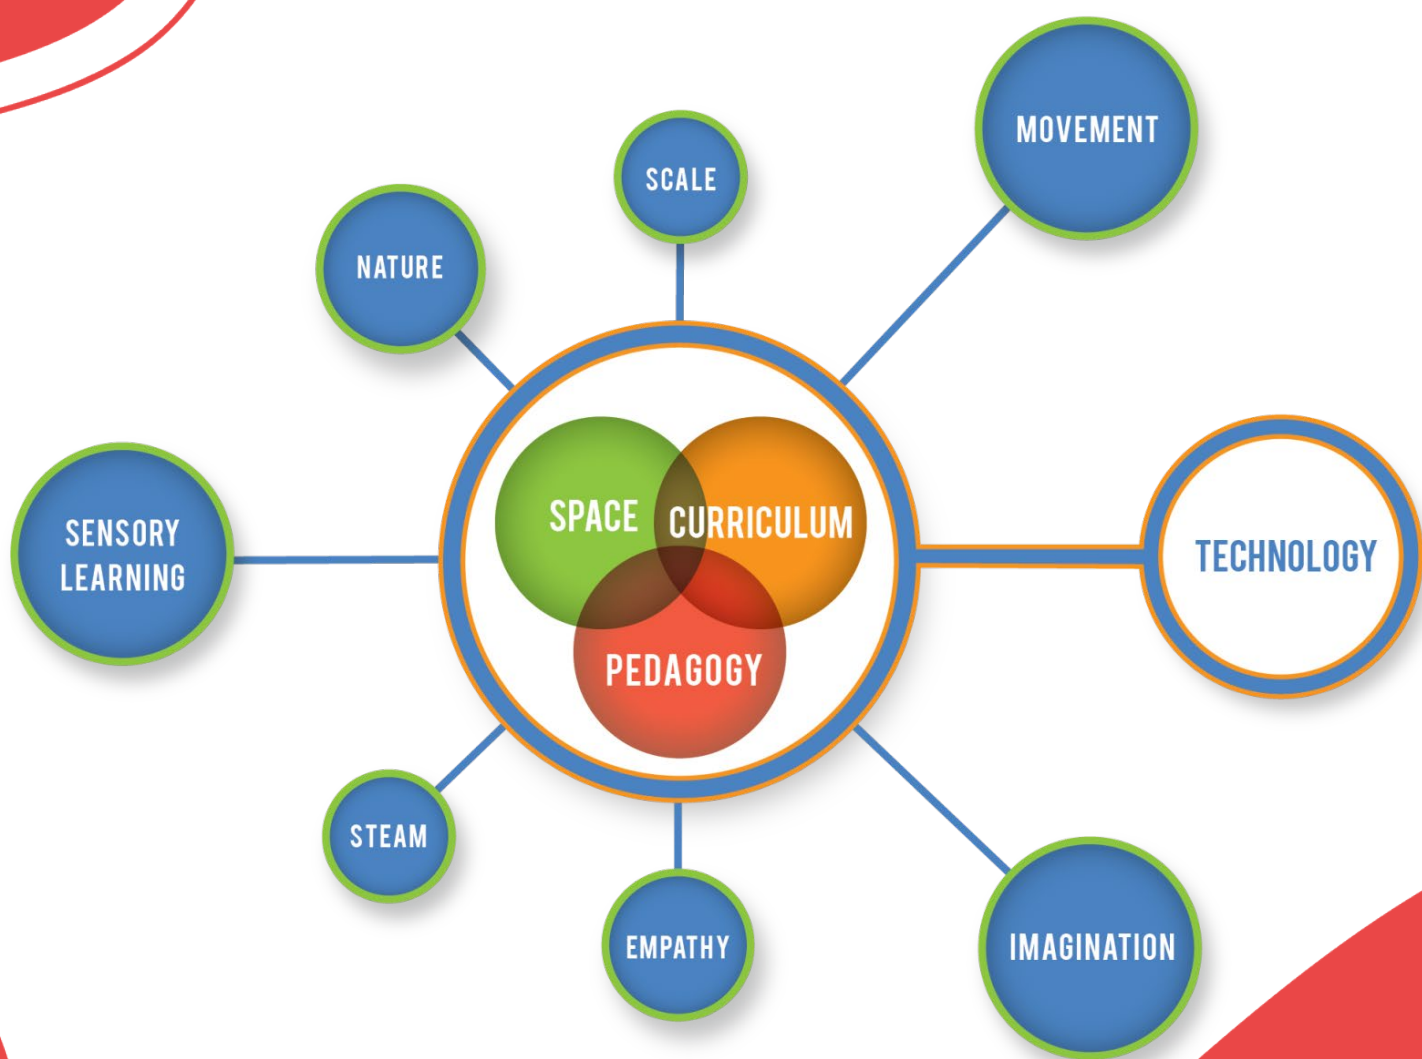 MOVEMENT
SCALE
NATURE
SPACE
CURRICULUM
SENSORY
LEARNING
TECHNOLOGY
PEDAGOGY
STEAM
EMPATHY
IMAGINATION